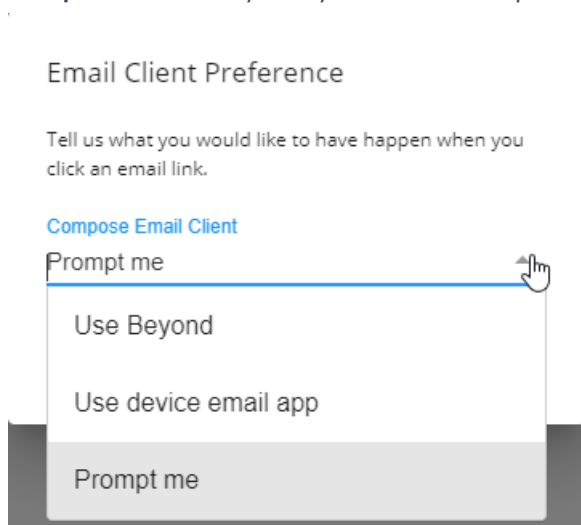 Email Client Preference
Tell us what you would like to have happen when you
click an email link.
Compose Email Client
Prompt me
Use Beyond
Use device email app
Prompt me